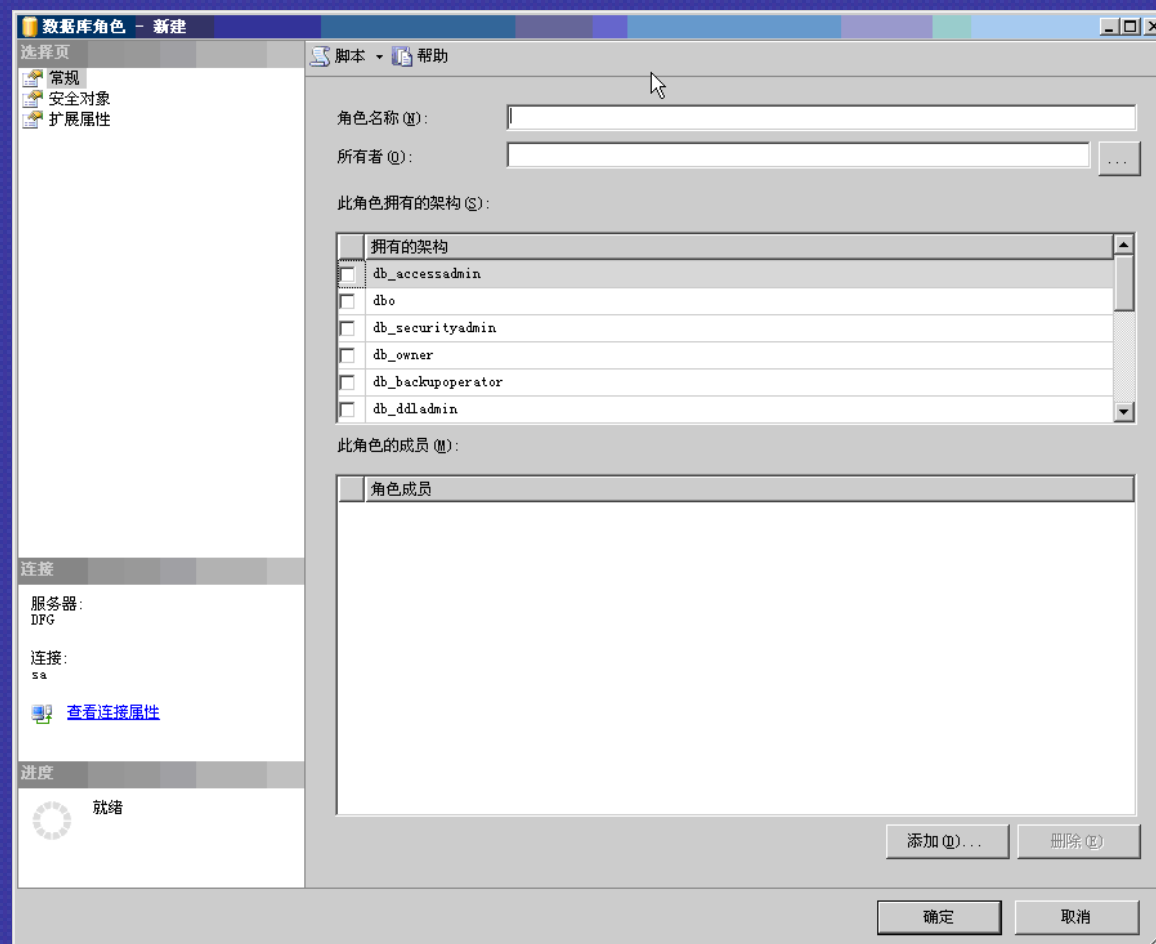 数据库角色 - 新建
选择页
常规
安全对象
扩展属性
脚本 帮助
角色名称(N):
所有者(O):
...
此角色拥有的架构(S):
拥有的架构
db_accessadmin
dbo
db_securityadmin
db_owner
db_backupoperator
db_ddladmin
此角色的成员(M):
角色成员
连接
服务器:
DFG
连接:
sa
查看连接属性
进度
就绪
添加(D)...
删除(E)
确定
取消